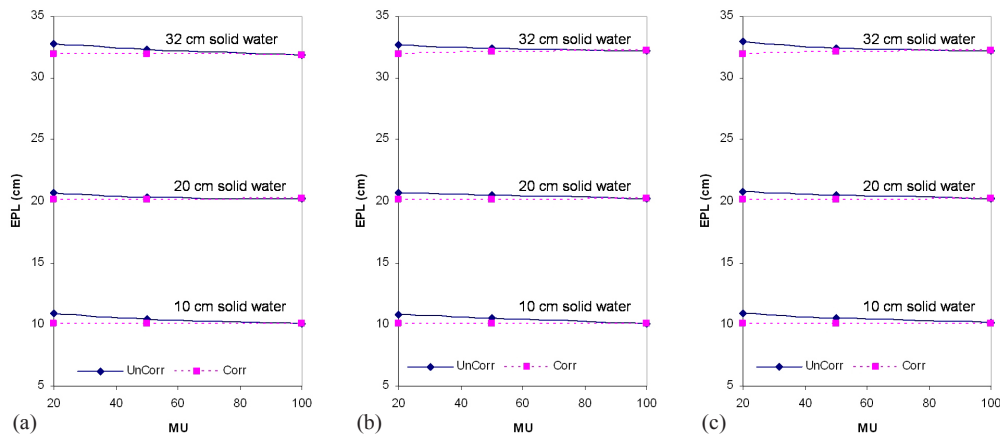 35
30
25
20
15
10
5
EPL (cm)
32 cm solid water
20 cm solid water
10 cm solid water
UnCorr
Corr
20
40
60
80
100
MU
(a)
35
30
25
20
15
10
5
EPL (cm)
32 cm solid water
20 cm solid water
10 cm solid water
UnCorr
Corr
20
40
60
80
100
MU
(b)
35
30
25
20
15
10
5
EPL (cm)
32 cm solid water
20 cm solid water
10 cm solid water
UnCorr
Corr
20
40
60
80
100
MU
(c)